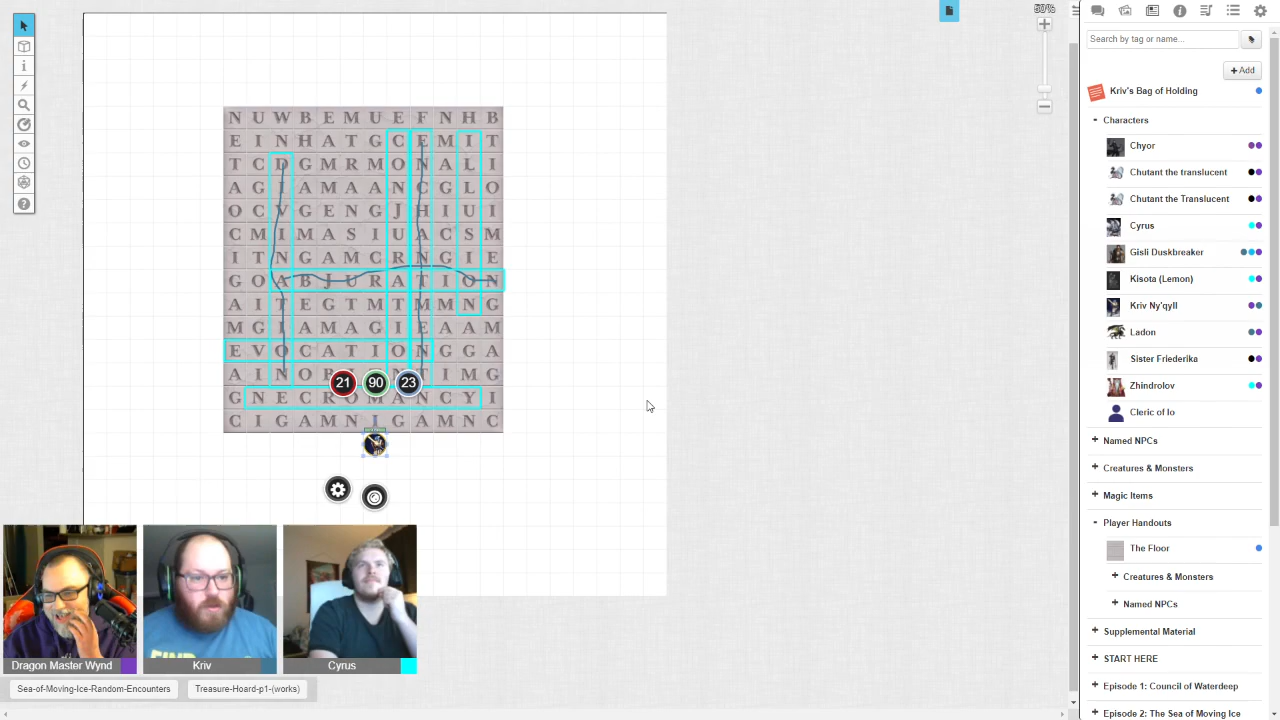 50%
Search by tag or name...
+ Add
Kriv's Bag of Holding
- Characters
Chyor
Chutant the translucent
Chutant the Translucent
Cyrus
Gisli Duskbreaker
Kisota (Lemon)
Kriv Ny'qyll
Ladon
Sister Friederika
Zhindrolov
Cleric of Io
+ Named NPCs
+ Creatures & Monsters
+ Magic Items
- Player Handouts
The Floor
+ Creatures & Monsters
+ Named NPCs
+ Supplemental Material
+ START HERE
+ Episode 1: Council of Waterdeep
+ Episode 2: The Sea of Moving Ice
N U W B E M U E F N H B
E I N H A T G C E M I T
T C D G M R M O N A L I
A G I A M A A N C G L O
O C V G E N G J H I U I
C M I M A S I U A C S M
I T N G A M C R N G I E
G O A B J U R A T I O N
A I T E G T M T M M N G
M G I A M A G I E A A M
E V O C A T I O N G G A
A I N O T I M G
21 90 23
G N E C R O M A N C Y I
C I G A M N I G A M N C
Dragon Master Wynd
Kriv
Cyrus
Sea-of-Moving-Ice-Random-Encounters
Treasure-Hoard-p1-(works)